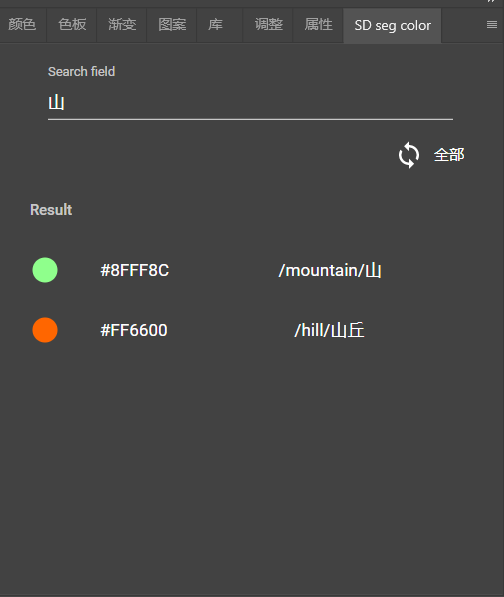 颜色 色板 渐变 图案 库 调整 属性 SD seg color
Search field
山
全部
Result
#8FFF8C /mountain/山
#FF6600 /hill/山丘